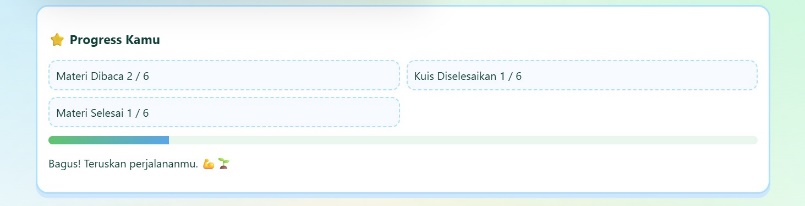 ⭐ Progress Kamu
Materi Dibaca 2 / 6
Kuis Diselesaikan 1 / 6
Materi Selesai 1 / 6
Bagus! Teruskan perjalananmu. 💪 🌱